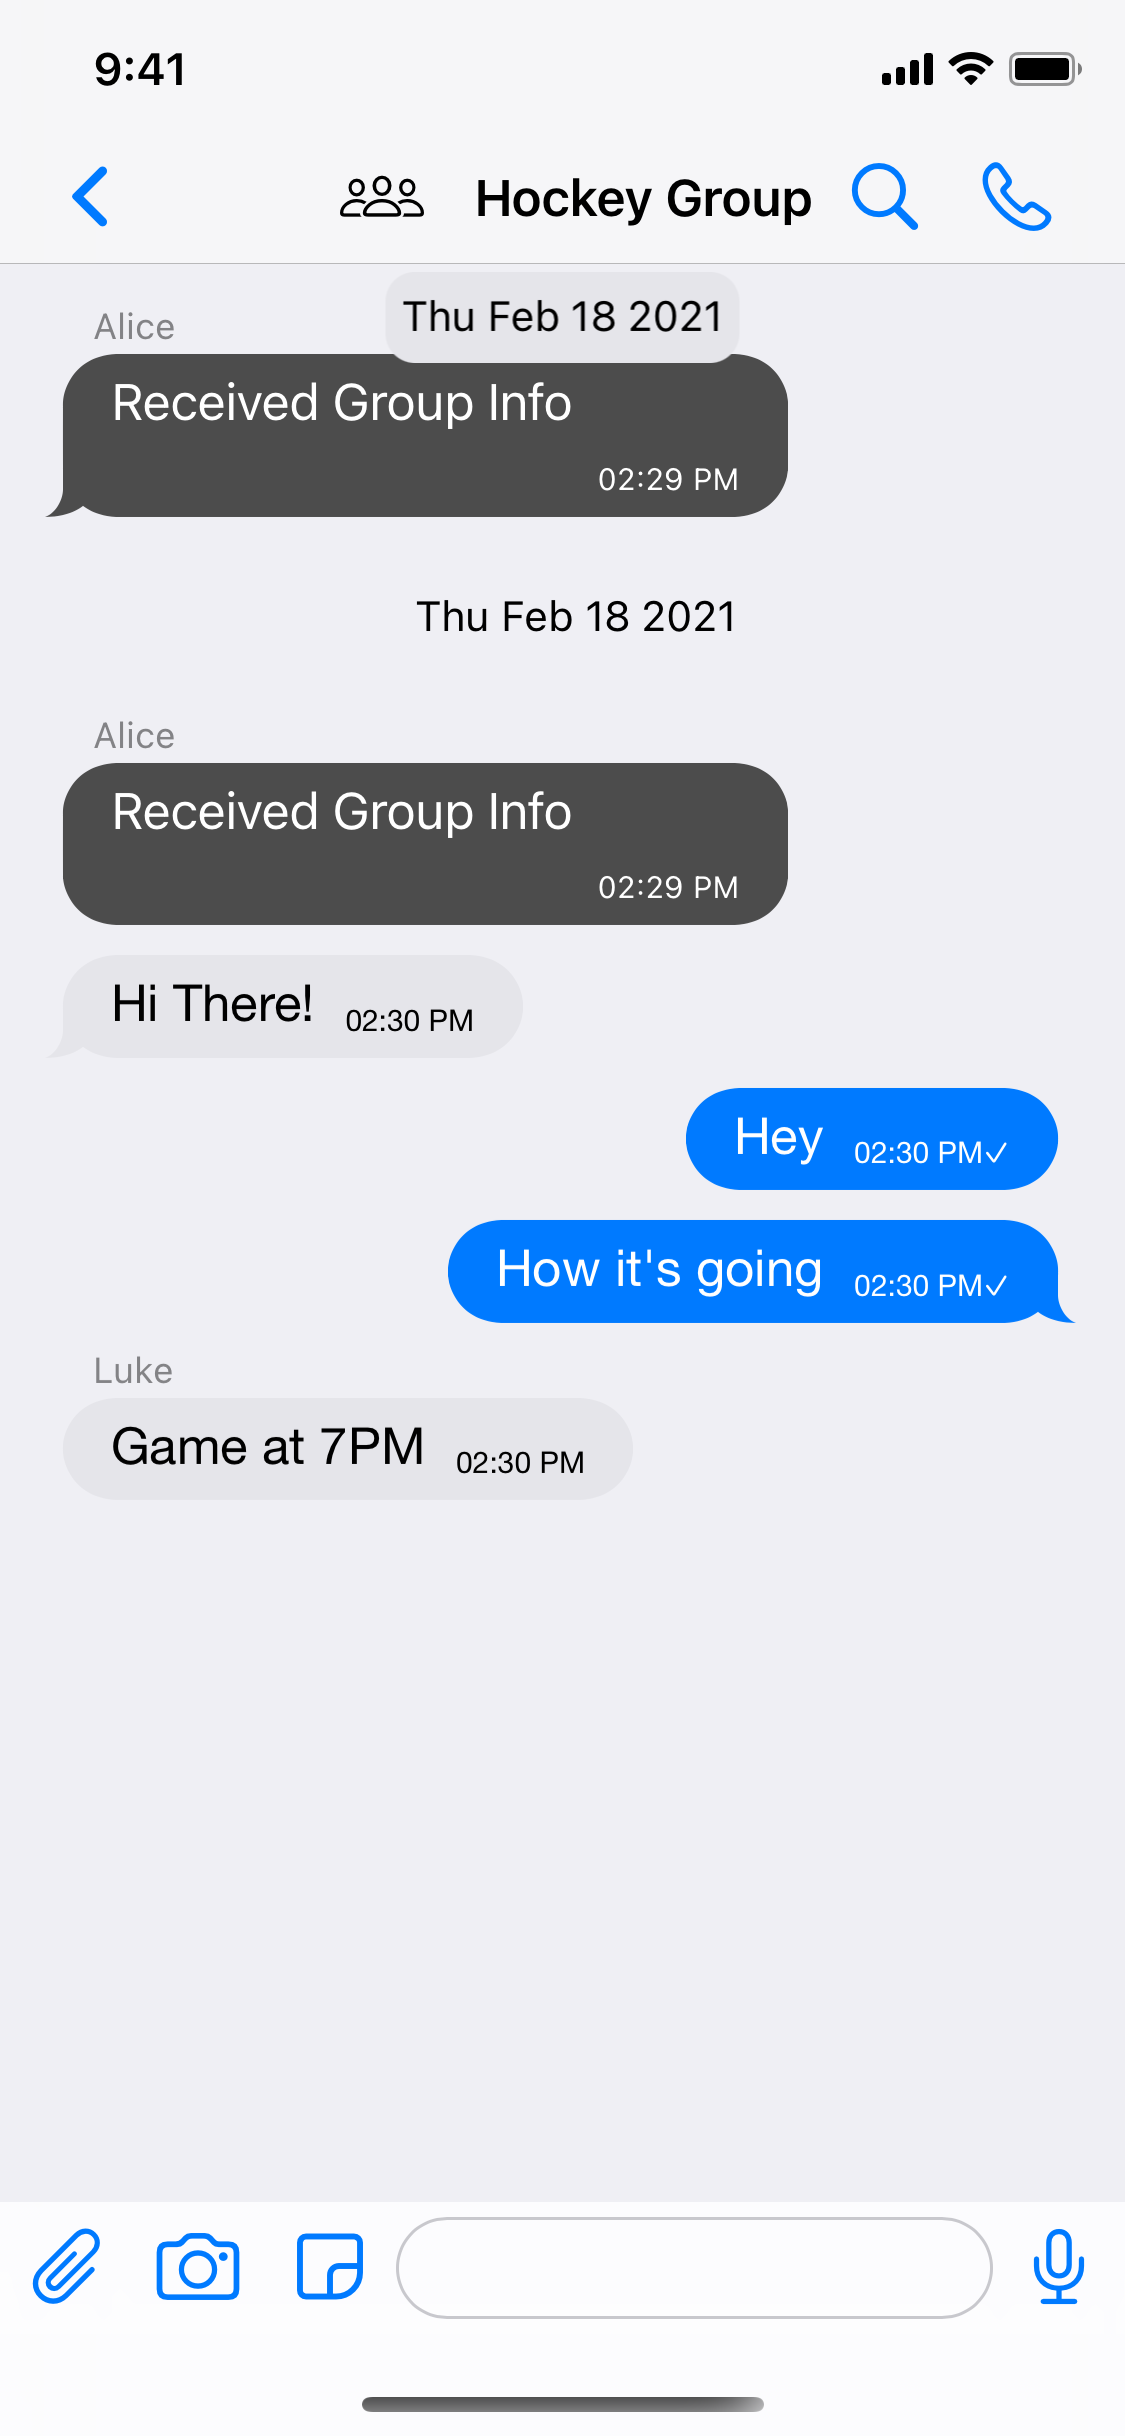 9:41
Hockey Group
Thu Feb 18 2021
Alice
Received Group Info
02:29 PM
Thu Feb 18 2021
Alice
Received Group Info
02:29 PM
Hi There! 02:30 PM
Hey 02:30 PM✓
How it's going 02:30 PM✓
Luke
Game at 7PM 02:30 PM